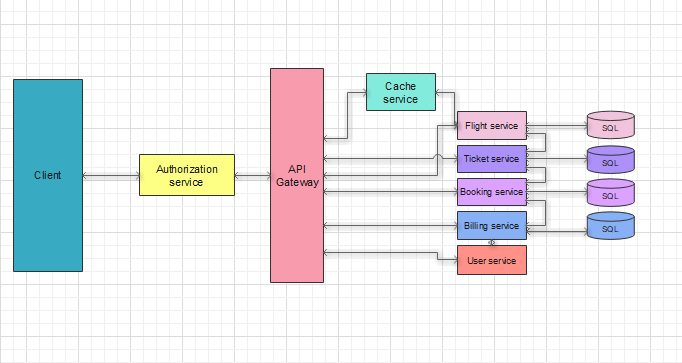 Client
Authorization
service
API
Gateway
Cache
service
Flight service
Ticket service
Booking service
Billing service
User service
SQL
SQL
SQL
SQL